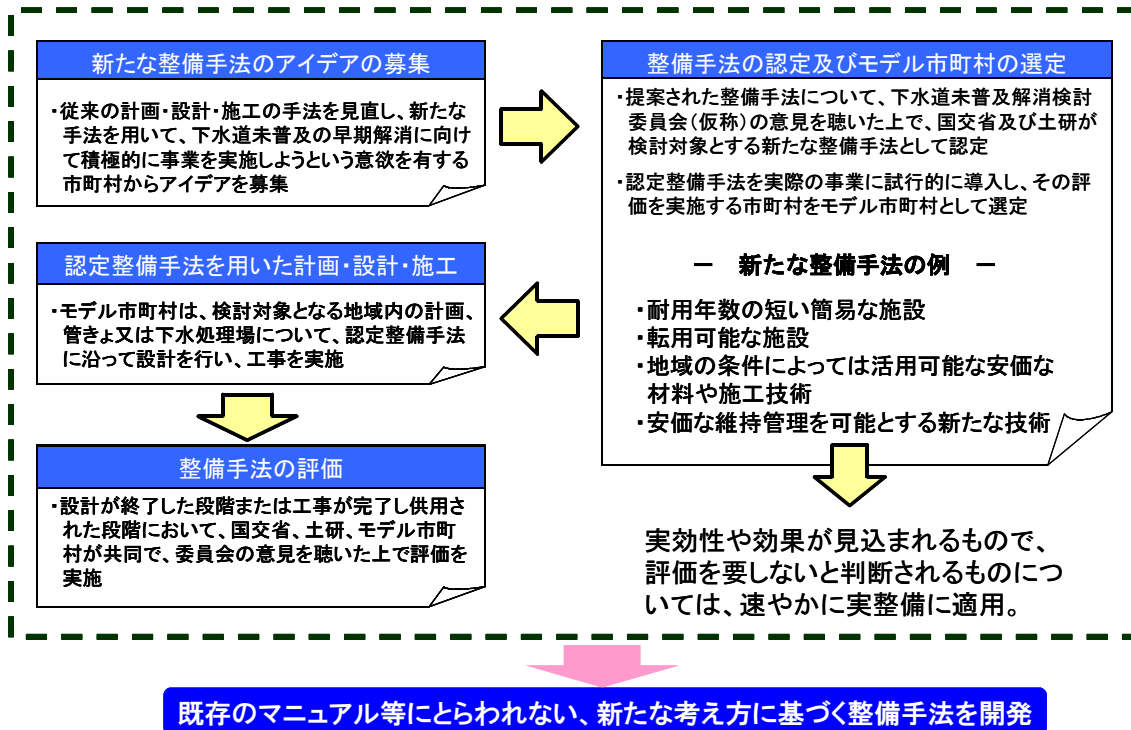 新たな整備手法のアイデアの募集
・従来の計画・設計・施工の手法を見直し、新たな
手法を用いて、下水道未普及の早期解消に向け
て積極的に事業を実施しようという意欲を有する
市町村からアイデアを募集
整備手法の認定及びモデル市町村の選定
・提案された整備手法について、下水道未普及解消検討
委員会(仮称)の意見を聴いた上で、国交省及び土研が
検討対象とする新たな整備手法として認定
・認定整備手法を実際の事業に試行的に導入し、その評
価を実施する市町村をモデル市町村として選定
－ 新たな整備手法の例 －
・耐用年数の短い簡易な施設
・転用可能な施設
・地域の条件によっては活用可能な安価な
材料や施工技術
・安価な維持管理を可能とする新たな技術
認定整備手法を用いた計画・設計・施工
・モデル市町村は、検討対象となる地域内の計画、
管きょ又は下水処理場について、認定整備手法
に沿って設計を行い、工事を実施
整備手法の評価
・設計が終了した段階または工事が完了し供用さ
れた段階において、国交省、土研、モデル市町
村が共同で、委員会の意見を聴いた上で評価を
実施
実効性や効果が見込まれるもので、
評価を要しないと判断されるものにつ
いては、速やかに実整備に適用。
既存のマニュアル等にとらわれない、新たな考え方に基づく整備手法を開発